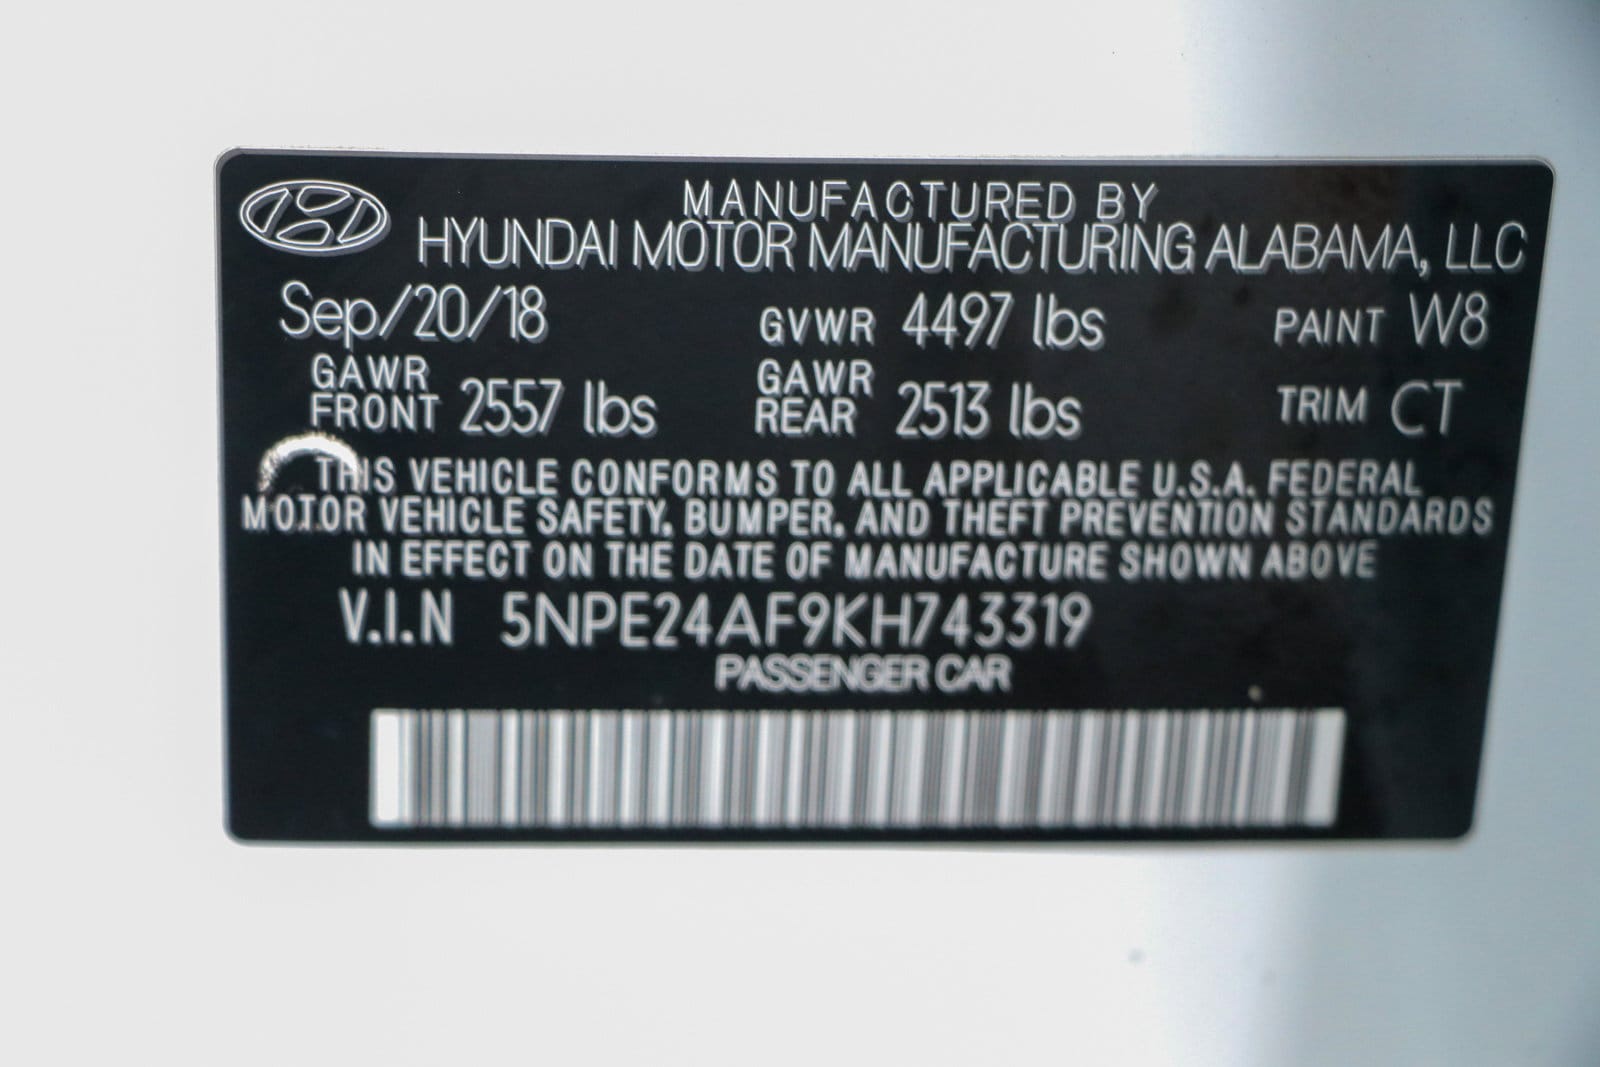 MANUFACTURED BY
HYUNDAI MOTOR MANUFACTURING ALABAMA, LLC
Sep/20/18 GVWR 4497 lbs PAINT W8
GAWR FRONT 2557 lbs GAWR REAR 2513 lbs TRIM CT
THIS VEHICLE CONFORMS TO ALL APPLICABLE U.S.A. FEDERAL
MOTOR VEHICLE SAFETY, BUMPER, AND THEFT PREVENTION STANDARDS
IN EFFECT ON THE DATE OF MANUFACTURE SHOWN ABOVE
V.I.N 5NPE24AF9KH743319
PASSENGER CAR